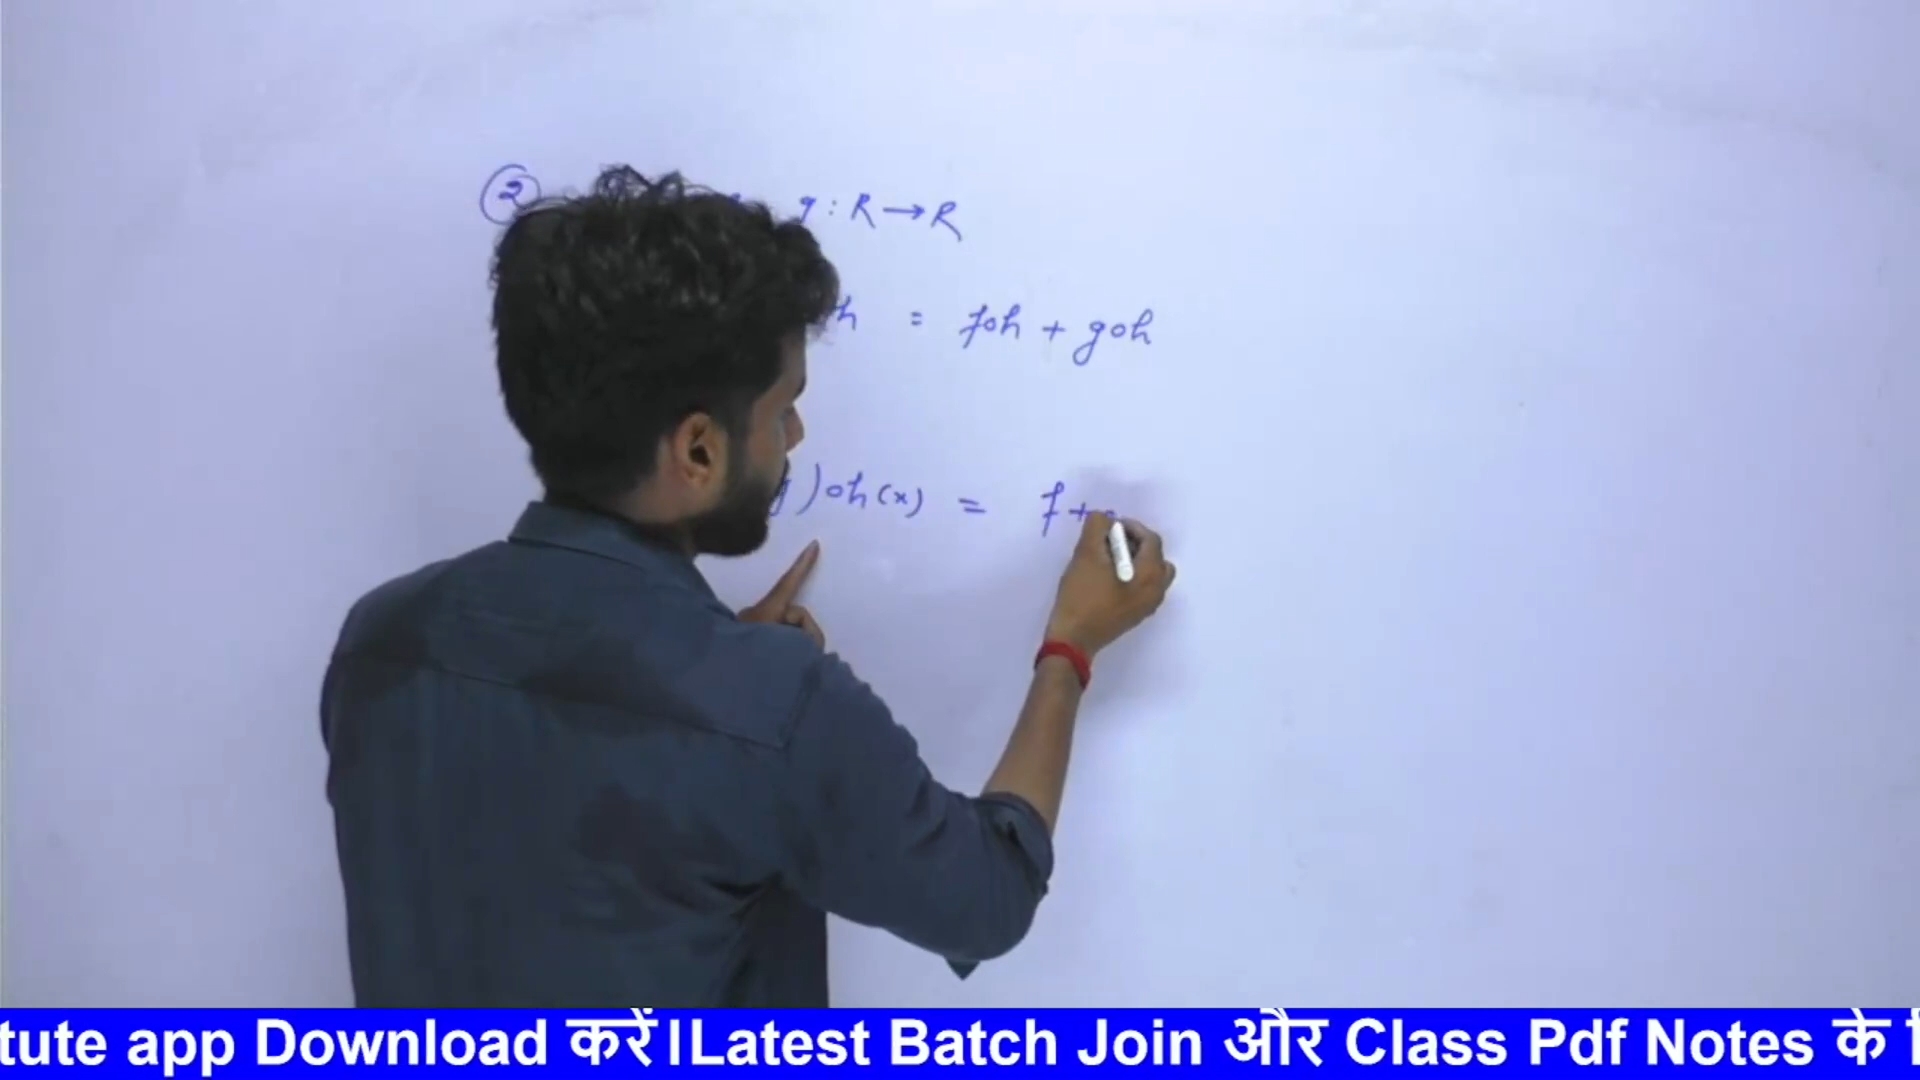 ② g : R → R
h = foh + goh
g)oh(x) = f+
tute app Download करें।Latest Batch Join और Class Pdf Notes के